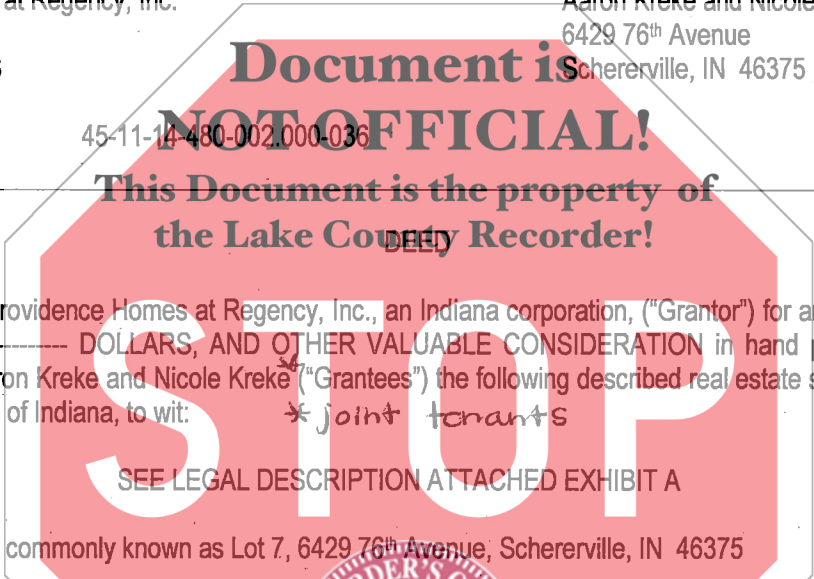 at Regency, Inc.
Aaron Kreke and Nicole
6429 76th Avenue
Schererville, IN 46375
Document is
NOT OFFICIAL!
45-11-14-480-002.000-036
This Document is the property of
the Lake County Recorder!
DEED
rovidence Homes at Regency, Inc., an Indiana corporation, ("Grantor") for a
-------- DOLLARS, AND OTHER VALUABLE CONSIDERATION in hand p
on Kreke and Nicole Kreke* ("Grantees") the following described real estate s
of Indiana, to wit:
* joint tenants
STOP
SEE LEGAL DESCRIPTION ATTACHED EXHIBIT A
commonly known as Lot 7, 6429 76th Avenue, Schererville, IN 46375
DER'S